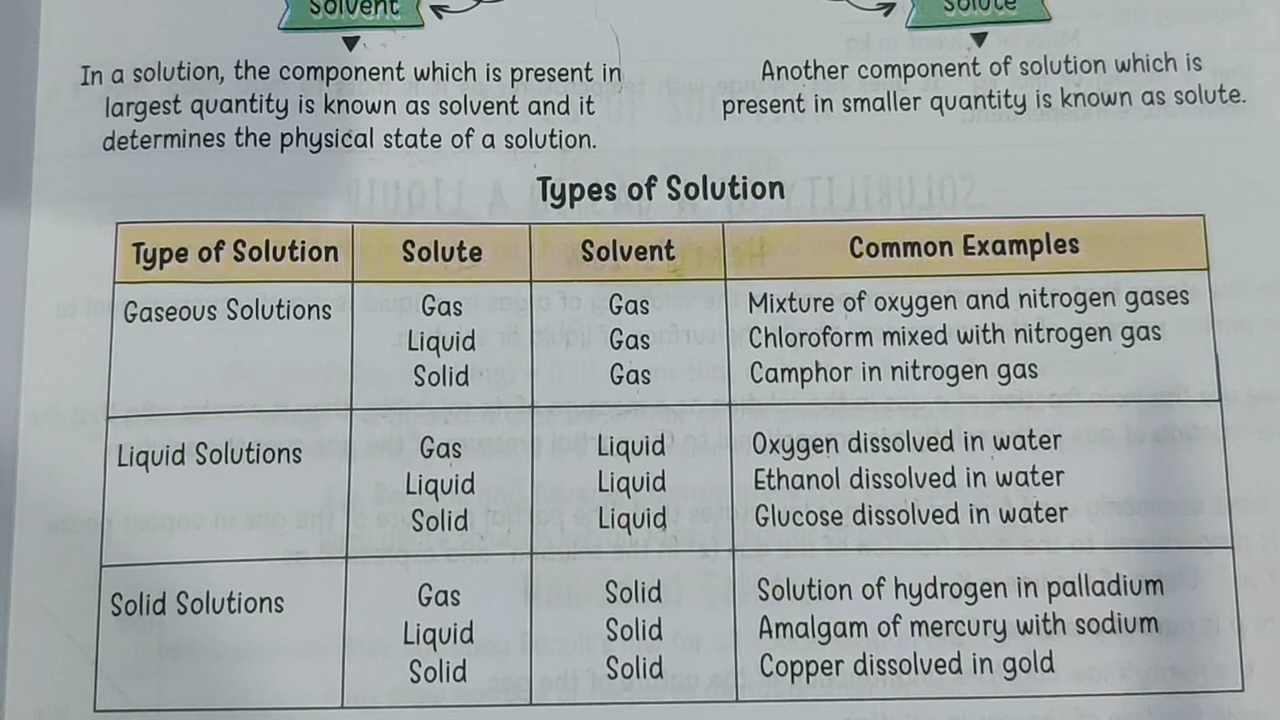 Solvent
Solute
In a solution, the component which is present in
largest quantity is known as solvent and it
determines the physical state of a solution.
Another component of solution which is
present in smaller quantity is known as solute.
Types of Solution
Type of Solution Solute Solvent Common Examples
Gaseous Solutions Gas Gas Mixture of oxygen and nitrogen gases
Liquid Gas Chloroform mixed with nitrogen gas
Solid Gas Camphor in nitrogen gas
Liquid Solutions Gas Liquid Oxygen dissolved in water
Liquid Liquid Ethanol dissolved in water
Solid Liquid Glucose dissolved in water
Solid Solutions Gas Solid Solution of hydrogen in palladium
Liquid Solid Amalgam of mercury with sodium
Solid Solid Copper dissolved in gold